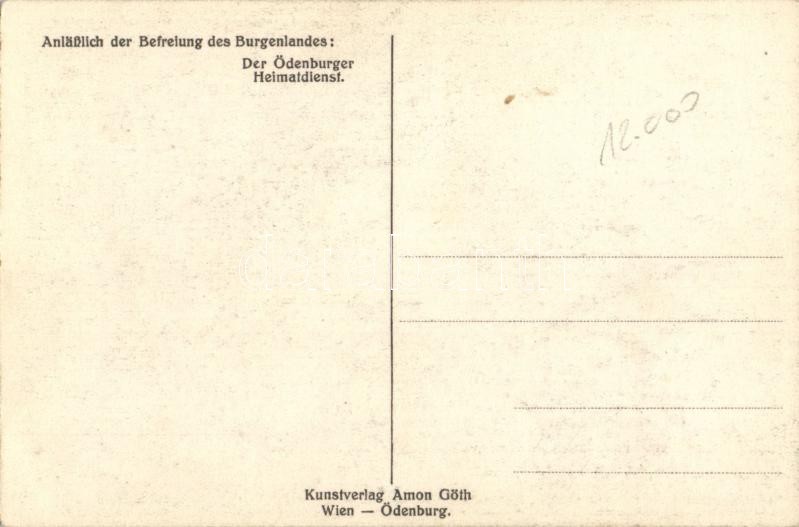 Anläßlich der Befreiung des Burgenlandes:
Der Ödenburger
Heimatdienst.
12.000
Kunstverlag Amon Göth
Wien — Ödenburg.